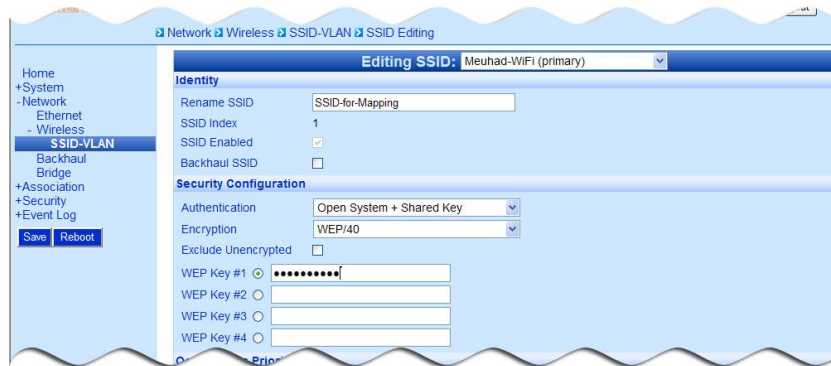 Network Wireless SSID-VLAN SSID Editing
Home
+System
-Network
Ethernet
- Wireless
SSID-VLAN
Backhaul
Bridge
+Association
+Security
+Event Log
Save Reboot
Editing SSID: Meuhad-WiFi (primary)
Identity
Rename SSID SSID-for-Mapping
SSID Index 1
SSID Enabled
Backhaul SSID
Security Configuration
Authentication Open System + Shared Key
Encryption WEP/40
Exclude Unencrypted
WEP Key #1 ••••••••••
WEP Key #2
WEP Key #3
WEP Key #4